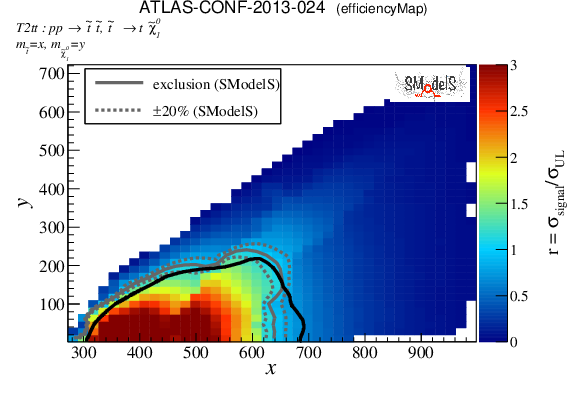 ATLAS-CONF-2013-024 (efficiencyMap)
T2tt : pp → t̃ t̃, t̃ → t χ̃⁰₁
m_t̃=x, m_χ̃⁰₁=y
exclusion (SModelS)
±20% (SModelS)
SModelS
700
600
500
400
300
200
100
y
300 400 500 600 700 800 900
x
3
2.5
2
1.5
1
0.5
0
r = σ_signal/σ_UL